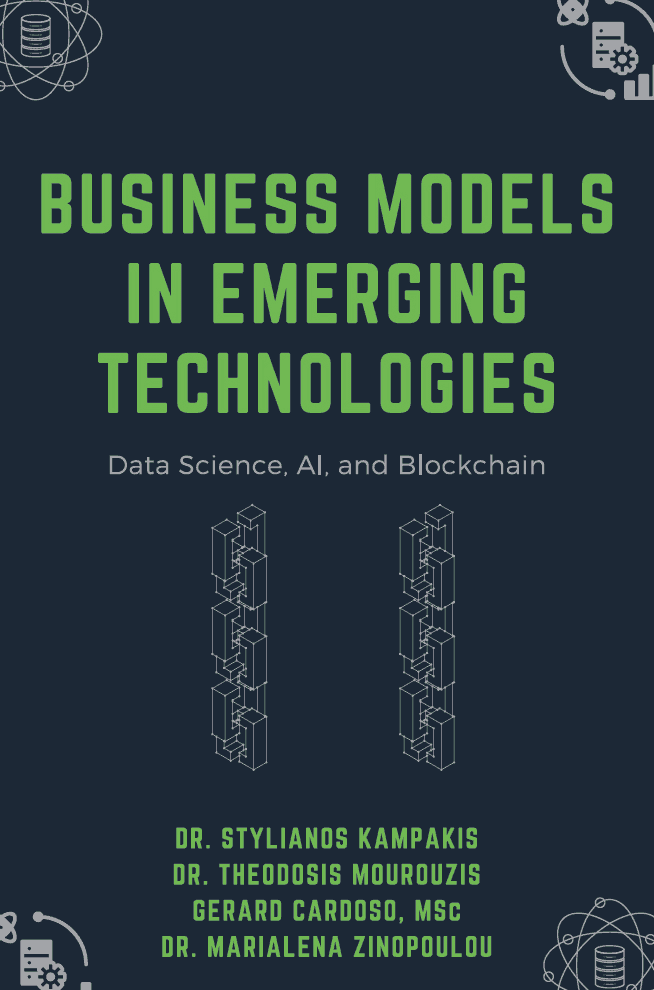 BUSINESS MODELS
IN EMERGING
TECHNOLOGIES
Data Science, AI, and Blockchain
DR. STYLIANOS KAMPAKIS
DR. THEODOSIS MOUROUZIS
GERARD CARDOSO, MSc
DR. MARIALENA ZINOPOULOU